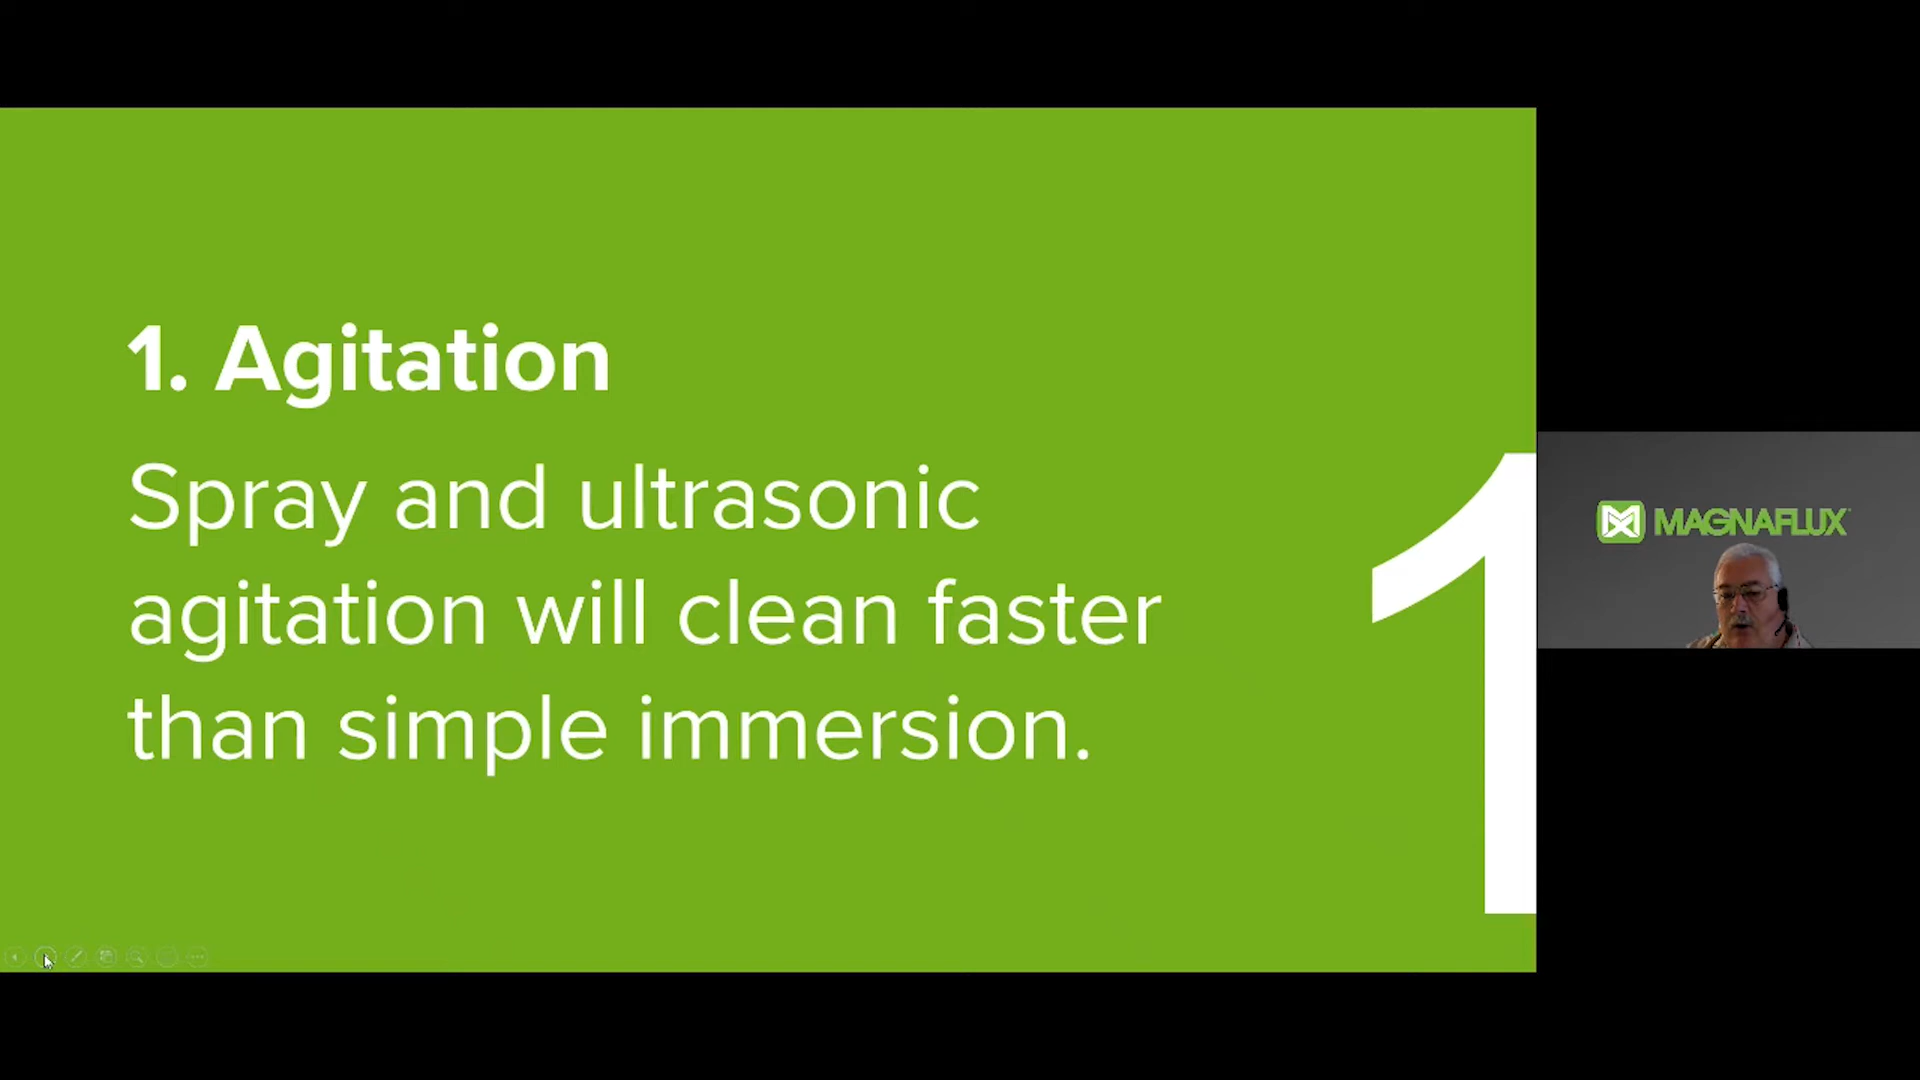 1. Agitation
Spray and ultrasonic
agitation will clean faster
than simple immersion.
1
MAGNAFLUX